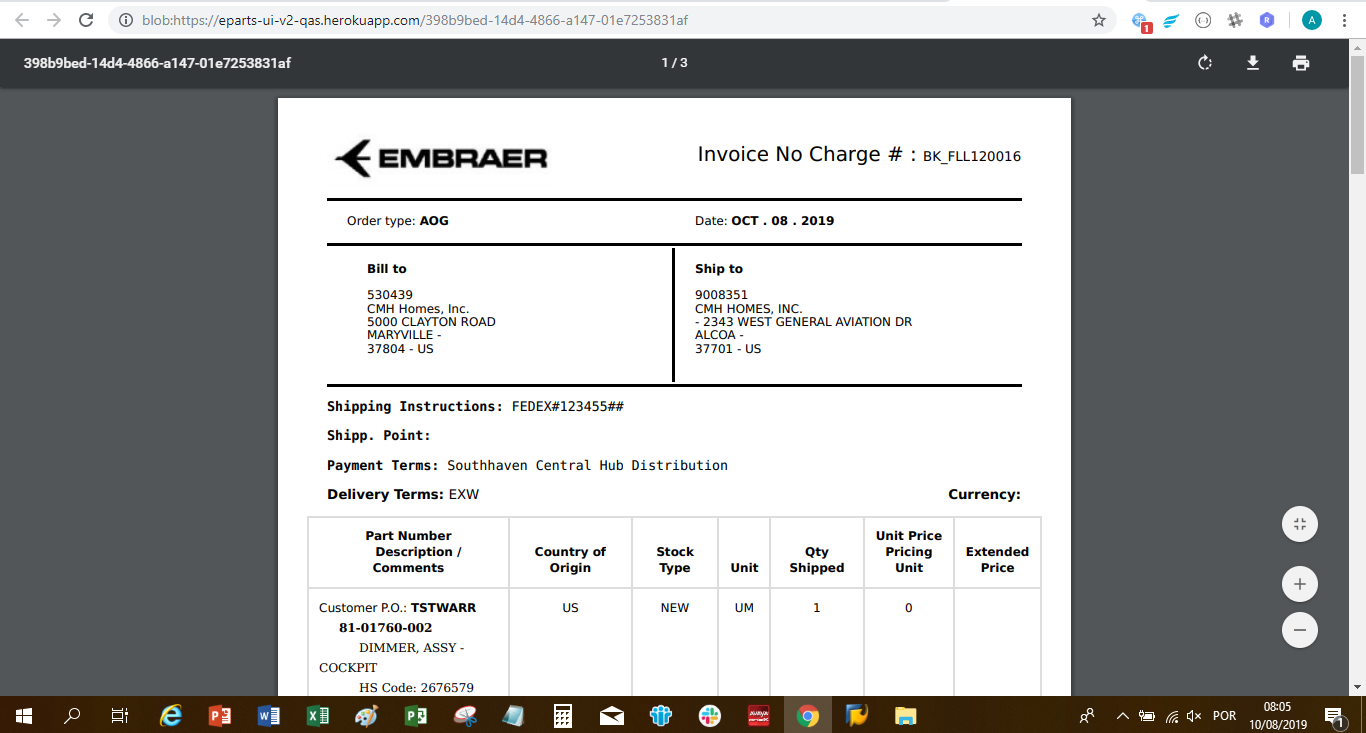 blob:https://eparts-ui-v2-qas.herokuapp.com/398b9bed-14d4-4866-a147-01e7253831af
1
R
A
398b9bed-14d4-4866-a147-01e7253831af
1 / 3
EMBRAER
Invoice No Charge # : BK_FLL120016
Order type: AOG
Date: OCT . 08 . 2019
Bill to
530439
CMH Homes, Inc.
5000 CLAYTON ROAD
MARYVILLE -
37804 - US
Ship to
9008351
CMH HOMES, INC.
- 2343 WEST GENERAL AVIATION DR
ALCOA -
37701 - US
Shipping Instructions: FEDEX#123455##
Shipp. Point:
Payment Terms: Southhaven Central Hub Distribution
Delivery Terms: EXW
Currency:
Part Number
Description /
Comments
Country of
Origin
Stock
Type
Unit
Qty
Shipped
Unit Price
Pricing
Unit
Extended
Price
Customer P.O.: TSTWARR
81-01760-002
DIMMER, ASSY -
COCKPIT
HS Code: 2676579
US
NEW
UM
1
0
POR
08:05
10/08/2019
1